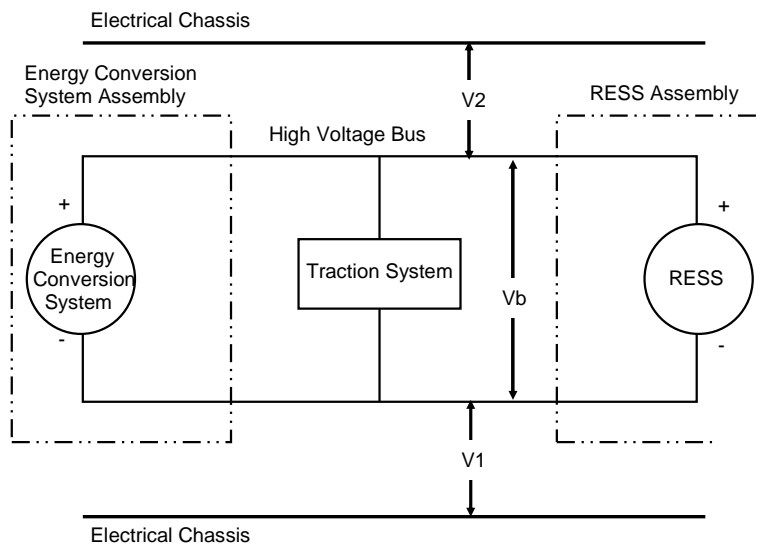 Electrical Chassis
Energy Conversion
System Assembly
V2
RESS Assembly
High Voltage Bus
+
+
Energy
Conversion
System
Traction System
Vb
RESS
-
-
V1
Electrical Chassis